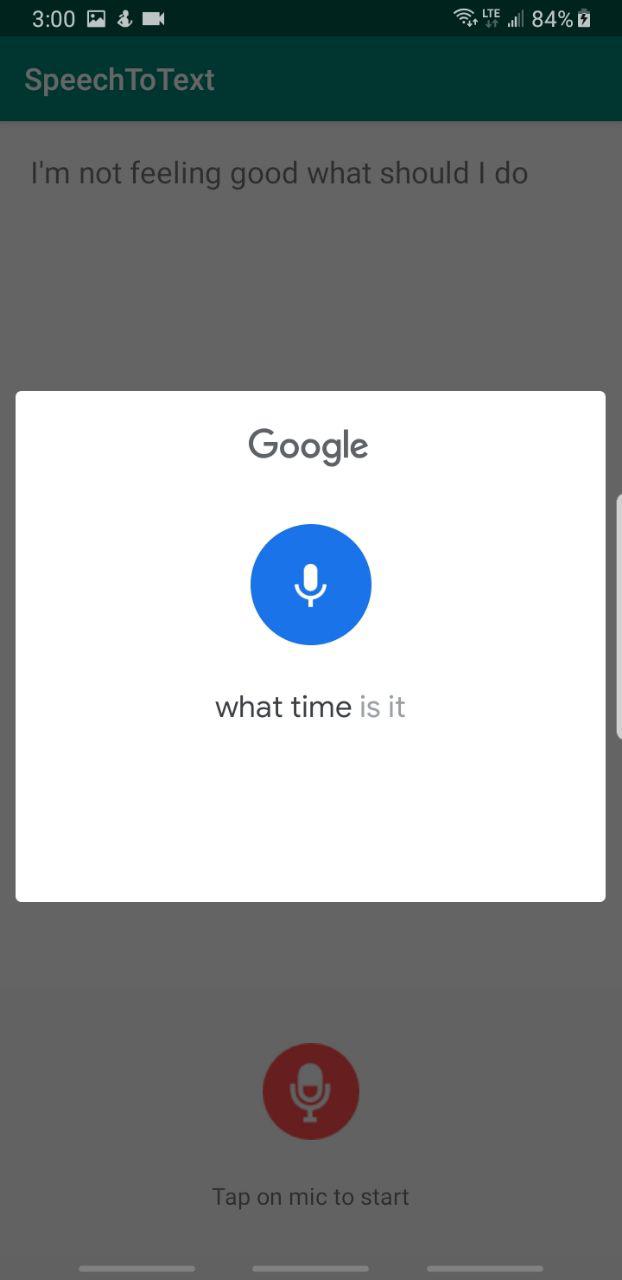 3:00 LTE 84%
SpeechToText
I'm not feeling good what should I do
Google
what time is it
Tap on mic to start